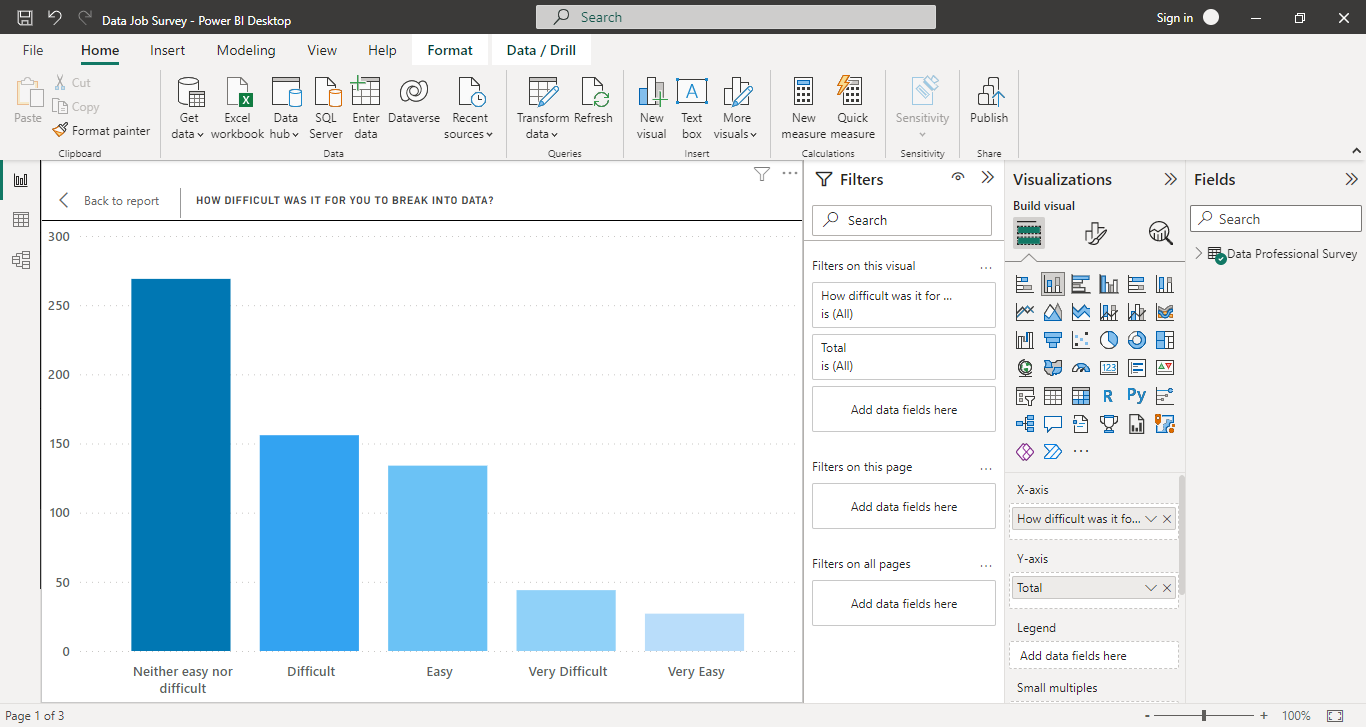 Data Job Survey - Power BI Desktop
Search
Sign in
File Home Insert Modeling View Help Format Data / Drill
Paste
Cut
Copy
Format painter
Clipboard
Get data
Excel workbook
Data hub
SQL Server
Enter data
Dataverse
Recent sources
Data
Transform data
Refresh
Queries
New visual
Text box
More visuals
Insert
New measure
Quick measure
Calculations
Sensitivity
Sensitivity
Publish
Share
Back to report
HOW DIFFICULT WAS IT FOR YOU TO BREAK INTO DATA?
300
250
200
150
100
50
0
Neither easy nor
difficult
Difficult
Easy
Very Difficult
Very Easy
Filters
Search
Filters on this visual
How difficult was it for ...
is (All)
Total
is (All)
Add data fields here
Filters on this page
Add data fields here
Filters on all pages
Add data fields here
Visualizations
Build visual
123
R
Py
X-axis
How difficult was it fo...
Y-axis
Total
Legend
Add data fields here
Small multiples
Fields
Search
Data Professional Survey
Page 1 of 3
- + 100%